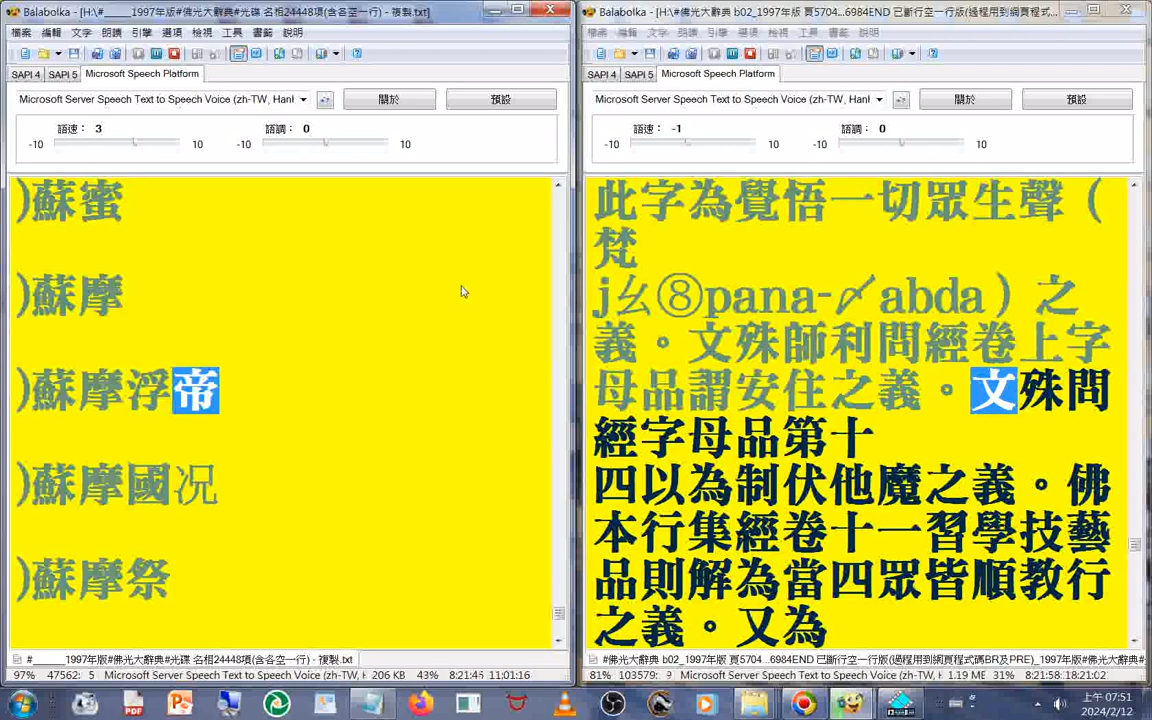 Balabolka - [H:\#_____1997年版#佛光大辭典#光碟 名相24448項(含各空一行) - 複製.txt]
檔案 編輯 文字 朗讀 引擎 選項 檢視 工具 書籤 說明
SAPI 4 SAPI 5 Microsoft Speech Platform
Microsoft Server Speech Text to Speech Voice (zh-TW, Hanl
關於
預設
語速： 3
語調： 0
-10 10 -10 10
)蘇蜜
)蘇摩
)蘇摩浮帝
)蘇摩國況
)蘇摩祭
#_____1997年版#佛光大辭典#光碟 名相24448項(含各空一行) - 複製.txt
97% 47562: 5 Microsoft Server Speech Text to Speech Voice (zh-TW, H 206 KB 43% 8:21:45 11:01:16
Balabolka - [H:\#佛光大辭典 b02_1997年版 頁5704...6984END 已斷行空一行版(過程用到網頁程式...
檔案 編輯 文字 朗讀 引擎 選項 檢視 工具 書籤 說明
SAPI 4 SAPI 5 Microsoft Speech Platform
Microsoft Server Speech Text to Speech Voice (zh-TW, Hanl
關於
預設
語速： -1
語調： 0
-10 10 -10 10
此字為覺悟一切眾生聲（
梵
jㄠ⑧pana-〆abda）之
義。文殊師利問經卷上字
母品謂安住之義。文殊問
經字母品第十
四以為制伏他魔之義。佛
本行集經卷十一習學技藝
品則解為當四眾皆順教行
之義。又為
#佛光大辭典 b02_1997年版 頁5704...6984END 已斷行空一行版(過程用到網頁程式碼BR及PRE)_1997年版#佛光大辭典#
81% 103579: 9 Microsoft Server Speech Text to Speech Voice (zh-TW, H 1.19 ME 31% 8:21:58 18:21:02
上午 07:51
2024/2/12